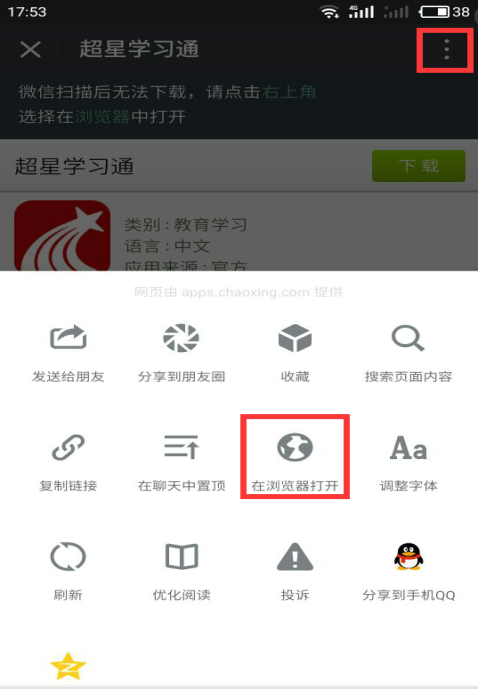 17:53
4G
38
超星学习通
微信扫描后无法下载，请点击右上角
选择在浏览器中打开
超星学习通
下载
类别：教育学习
语言：中文
应用来源：官方
网页由 apps.chaoxing.com 提供
发送给朋友
分享到朋友圈
收藏
搜索页面内容
复制链接
在聊天中置顶
在浏览器打开
Aa
调整字体
刷新
优化阅读
投诉
分享到手机QQ